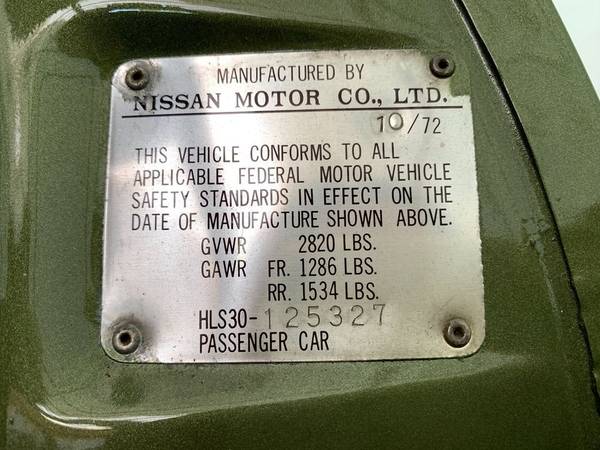 MANUFACTURED BY
NISSAN MOTOR CO., LTD.
10/72
THIS VEHICLE CONFORMS TO ALL
APPLICABLE FEDERAL MOTOR VEHICLE
SAFETY STANDARDS IN EFFECT ON THE
DATE OF MANUFACTURE SHOWN ABOVE.
GVWR 2820 LBS.
GAWR FR. 1286 LBS.
RR. 1534 LBS.
HLS30-125327
PASSENGER CAR